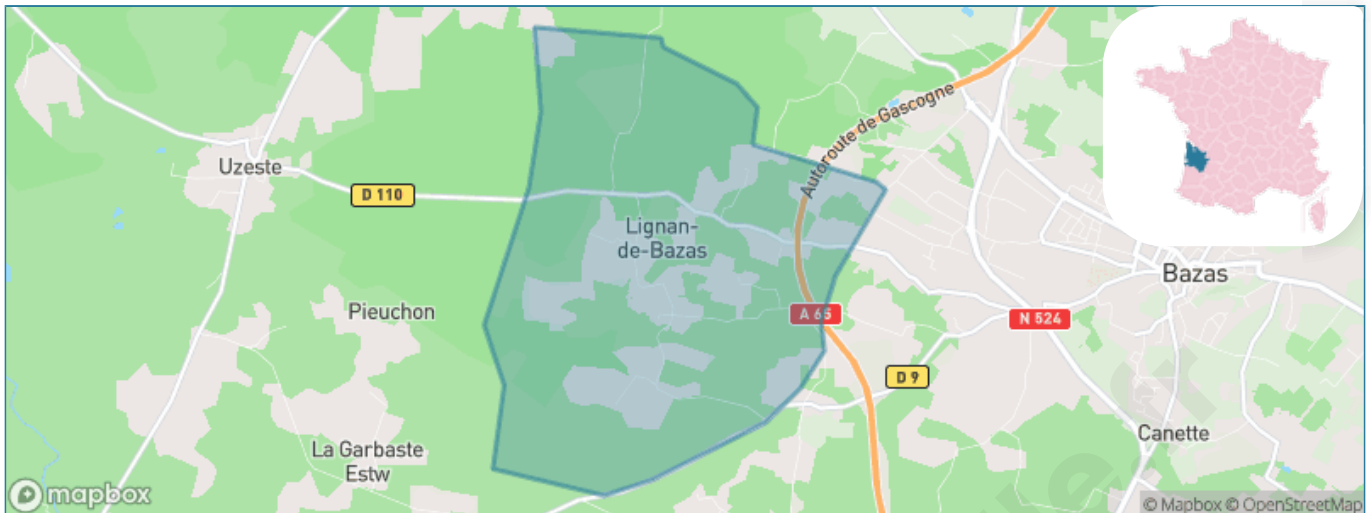 Autoroute de Gascogne
Uzeste
D 110
Lignan-
de-Bazas
Bazas
Pieuchon
A 65
N 524
D 9
La Garbaste
Estw
Canette
mapbox
© Mapbox © OpenStreetMap